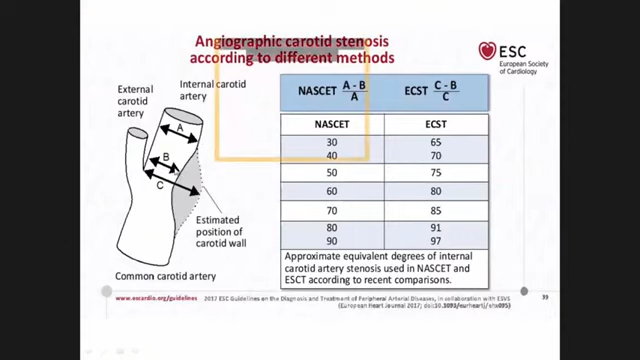 Angiographic carotid stenosis
according to different methods
ESC
European Society
of Cardiology
External
carotid
artery
Internal carotid
artery
A
B
C
Estimated
position of
carotid wall
Common carotid artery
NASCET A - B / A ECST C - B / C
NASCET ECST
30 65
40 70
50 75
60 80
70 85
80 91
90 97
Approximate equivalent degrees of internal
carotid artery stenosis used in NASCET and
ESCT according to recent comparisons.
www.escardio.org/guidelines
2017 ESC Guidelines on the Diagnosis and Treatment of Peripheral Arterial Diseases, in collaboration with ESVS
(European Heart Journal 2017; doi:10.1093/eurheartj/ehx095)
39